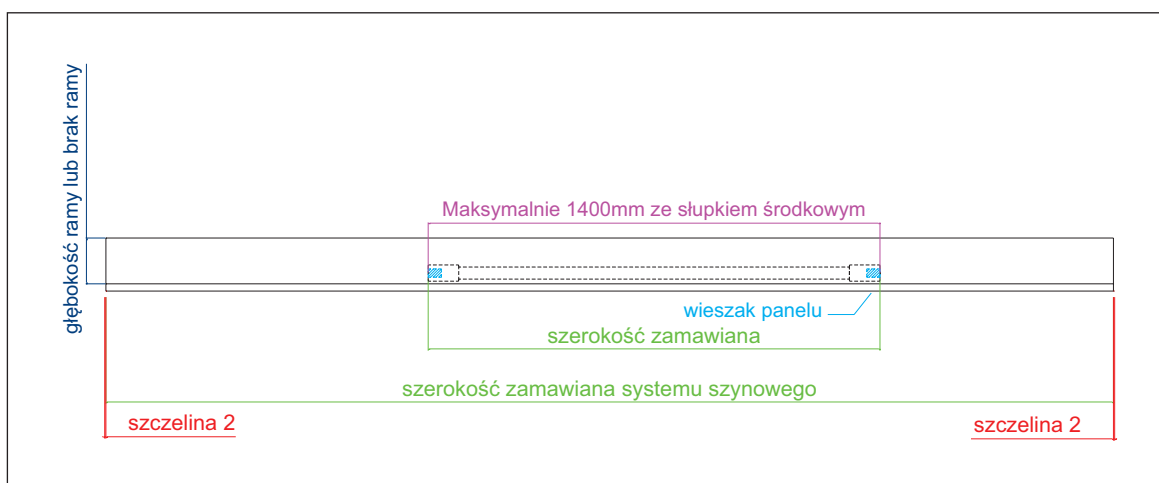 głębokość ramy lub brak ramy
Maksymalnie 1400mm ze słupkiem środkowym
wieszak panelu
szerokość zamawiana
szerokość zamawiana systemu szynowego
szczelina 2
szczelina 2